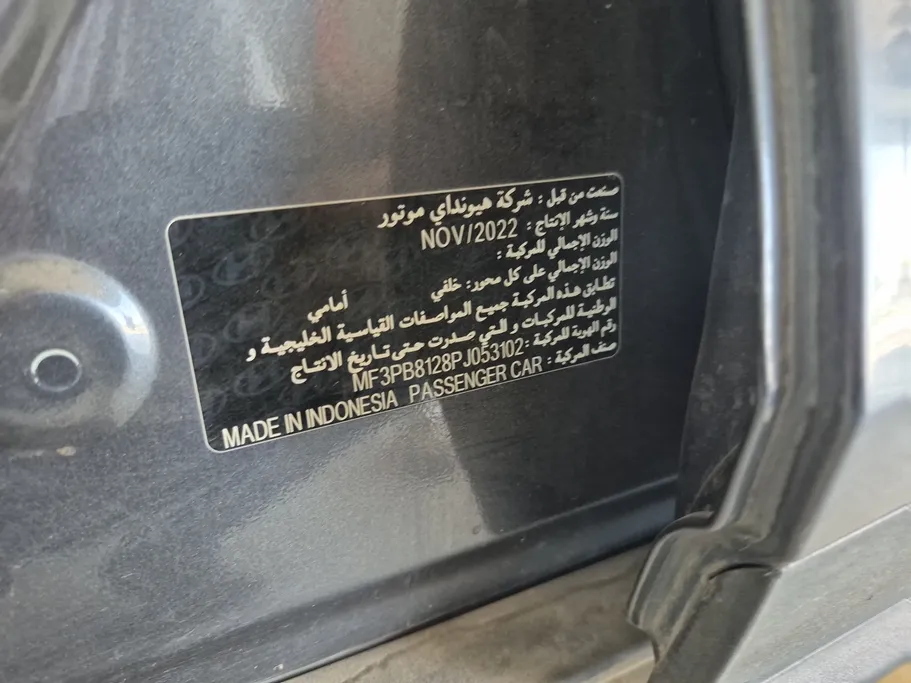 صنعت من قبل : شركة هيونداي موتور
سنة وشهر الإنتاج : NOV/2022
الوزن الإجمالي للمركبة :
الوزن الإجمالي على كل محور: خلفي أمامي
تطابق هذه المركبة جميع المواصفات القياسية الخليجية و
الوطنية للمركبات و التي صدرت حتى تاريخ الانتاج
رقم الهوية للمركبة : MF3PB8128PJ053102
صنف المركبة : PASSENGER CAR MADE IN INDONESIA